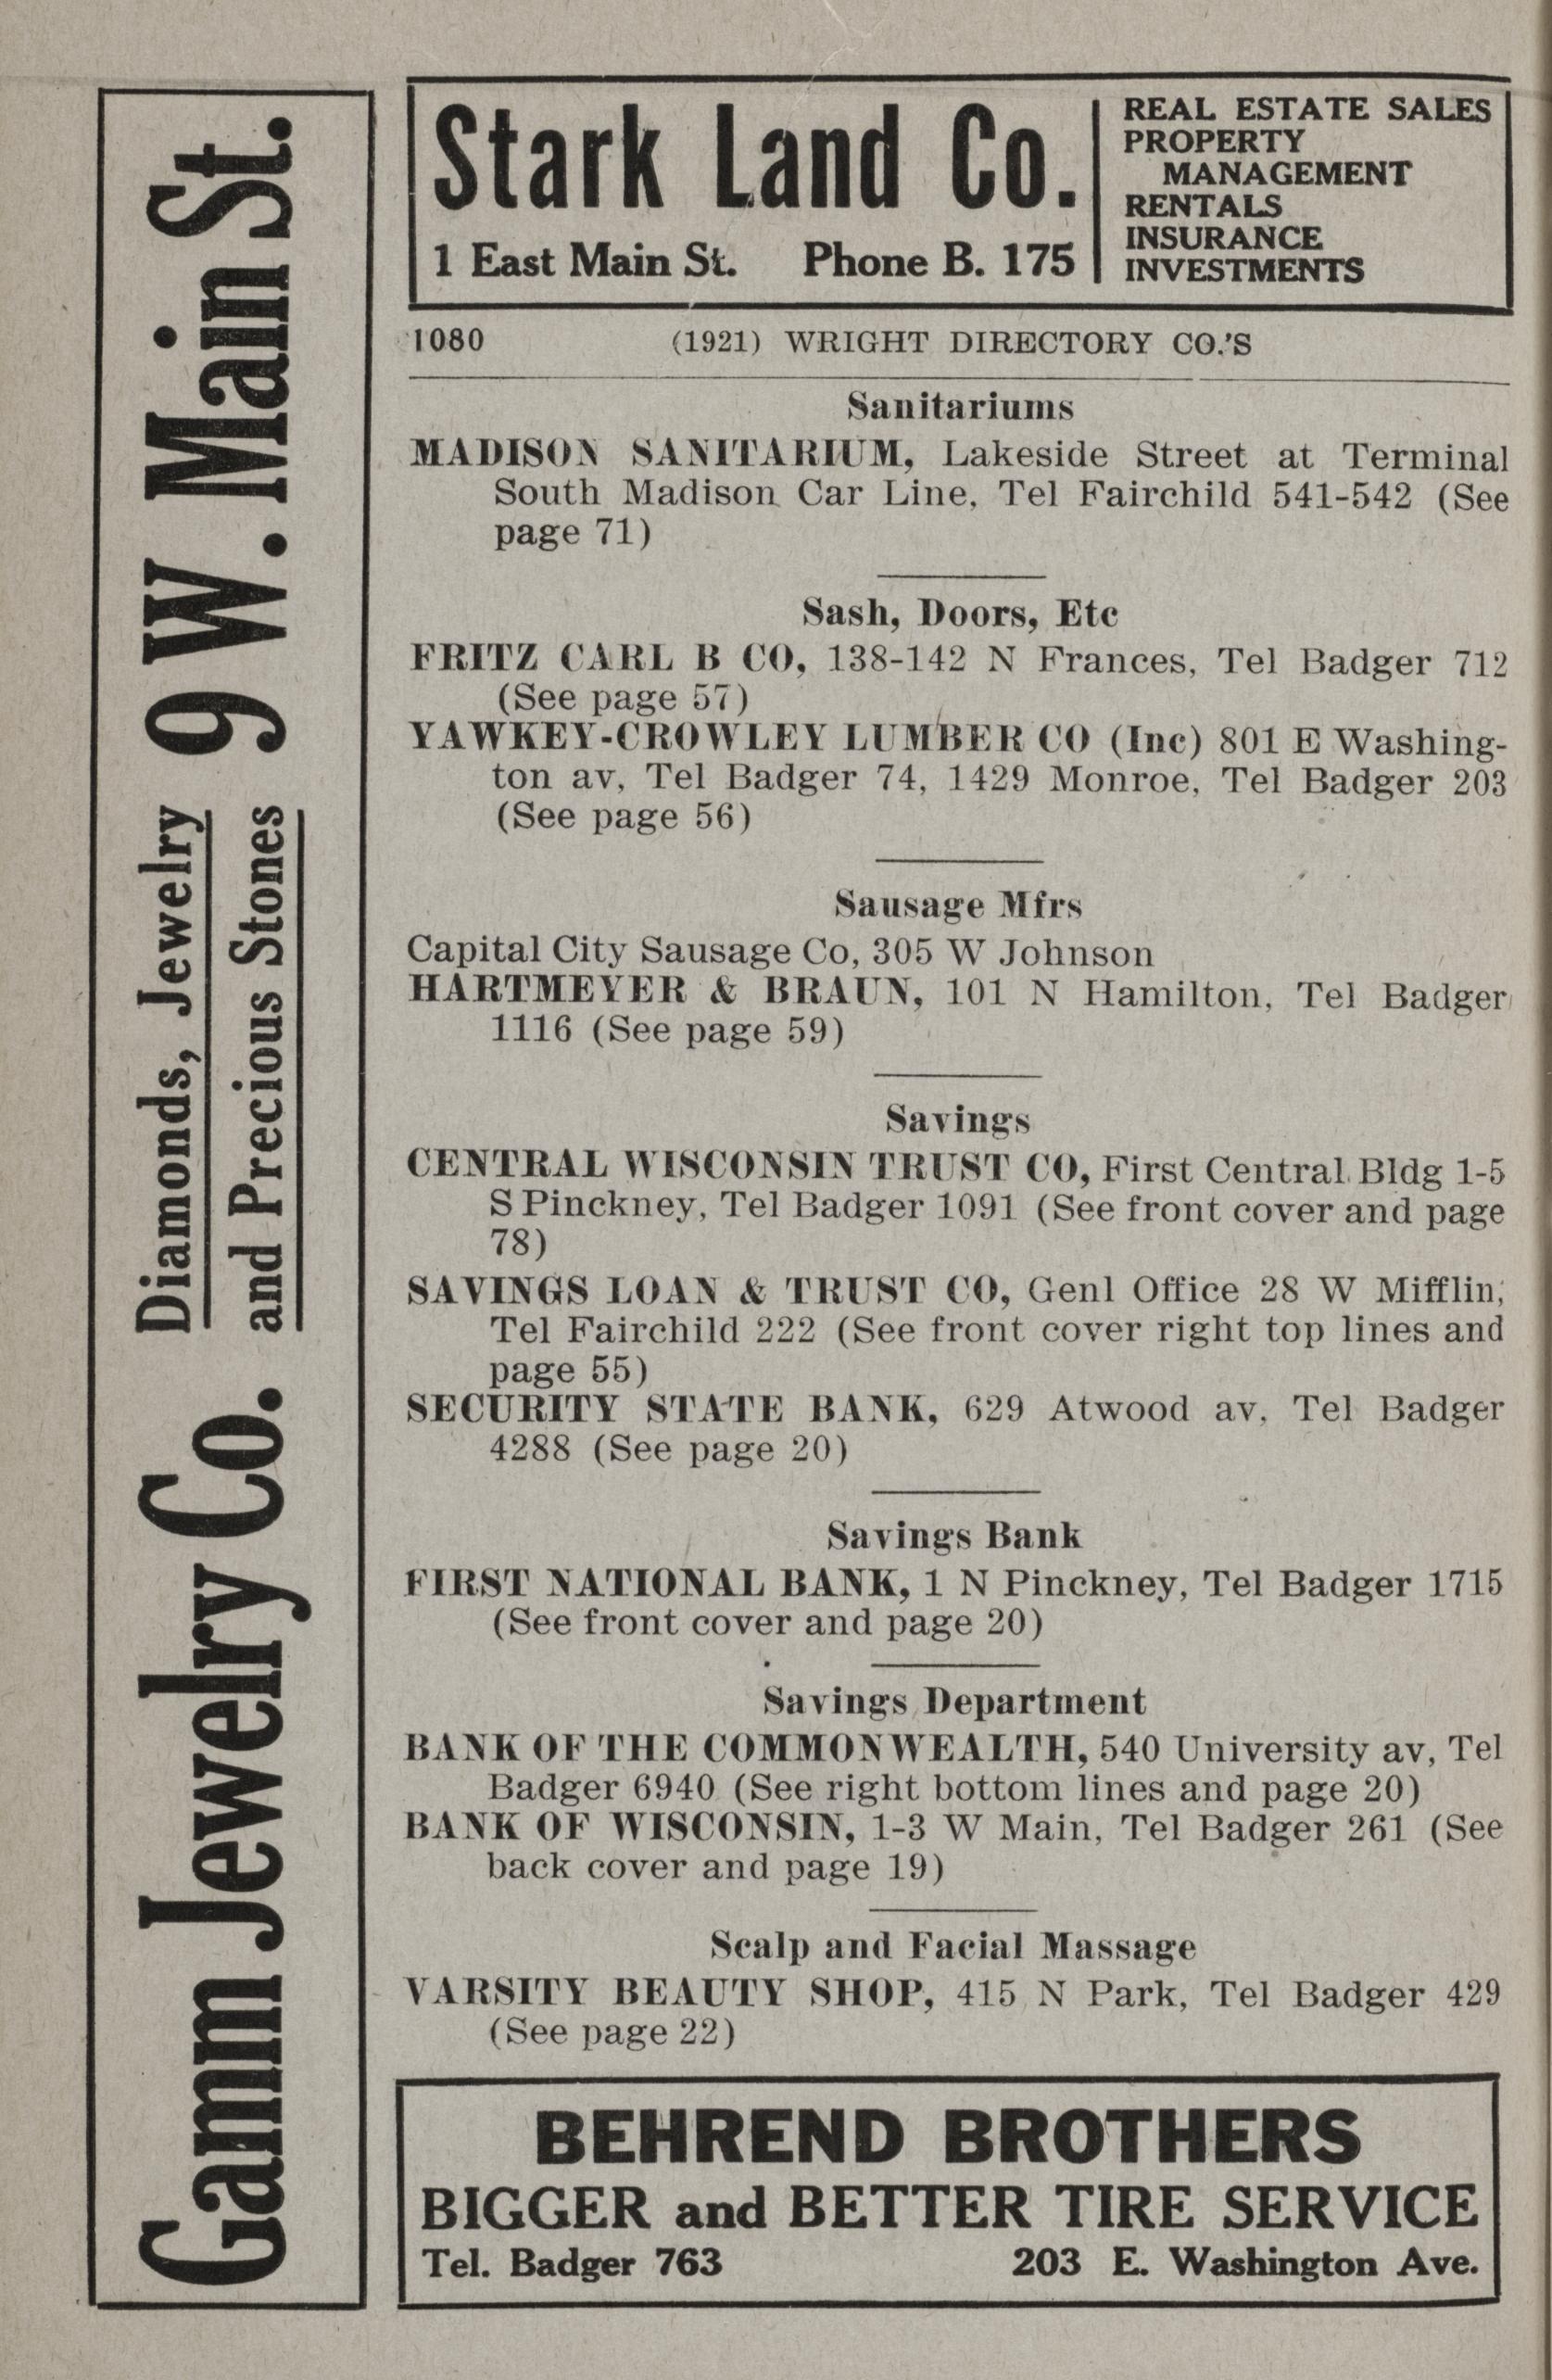 Gamm Jewelry Co. Diamonds, Jewelry and Precious Stones 9 W. Main St.
Stark Land Co.
1 East Main St. Phone B. 175
REAL ESTATE SALES
PROPERTY
MANAGEMENT
RENTALS
INSURANCE
INVESTMENTS
1080 (1921) WRIGHT DIRECTORY CO.'S
Sanitariums
MADISON SANITARIUM, Lakeside Street at Terminal
South Madison Car Line, Tel Fairchild 541-542 (See
page 71)
Sash, Doors, Etc
FRITZ CARL B CO, 138-142 N Frances, Tel Badger 712
(See page 57)
YAWKEY-CROWLEY LUMBER CO (Inc) 801 E Washing-
ton av, Tel Badger 74, 1429 Monroe, Tel Badger 203
(See page 56)
Sausage Mfrs
Capital City Sausage Co, 305 W Johnson
HARTMEYER & BRAUN, 101 N Hamilton, Tel Badger
1116 (See page 59)
Savings
CENTRAL WISCONSIN TRUST CO, First Central Bldg 1-5
S Pinckney, Tel Badger 1091 (See front cover and page
78)
SAVINGS LOAN & TRUST CO, Genl Office 28 W Mifflin,
Tel Fairchild 222 (See front cover right top lines and
page 55)
SECURITY STATE BANK, 629 Atwood av, Tel Badger
4288 (See page 20)
Savings Bank
FIRST NATIONAL BANK, 1 N Pinckney, Tel Badger 1715
(See front cover and page 20)
Savings Department
BANK OF THE COMMONWEALTH, 540 University av, Tel
Badger 6940 (See right bottom lines and page 20)
BANK OF WISCONSIN, 1-3 W Main, Tel Badger 261 (See
back cover and page 19)
Scalp and Facial Massage
VARSITY BEAUTY SHOP, 415 N Park, Tel Badger 429
(See page 22)
BEHREND BROTHERS
BIGGER and BETTER TIRE SERVICE
Tel. Badger 763 203 E. Washington Ave.